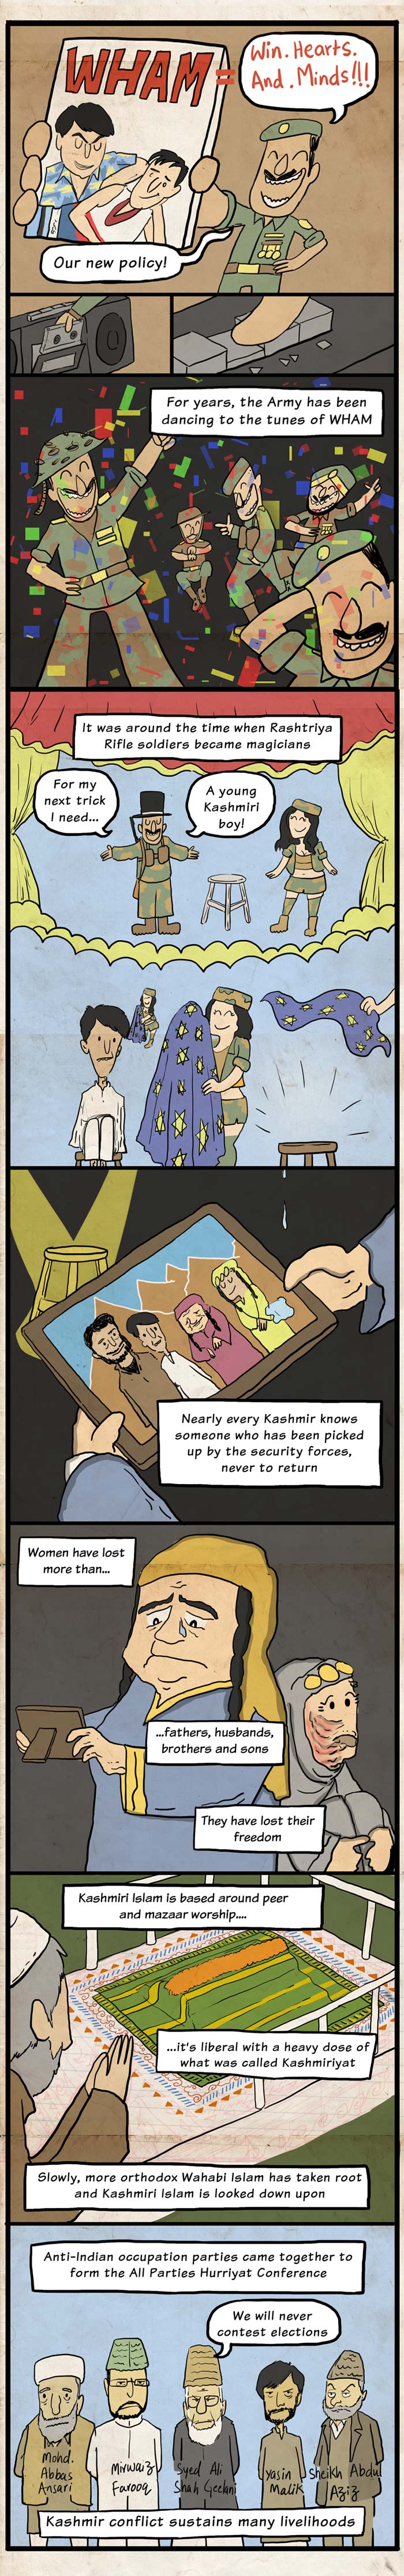 WHAM
=
Win. Hearts.
And. Minds!!!
Our new policy!
For years, the Army has been
dancing to the tunes of WHAM
It was around the time when Rashtriya
Rifle soldiers became magicians
For my
next trick
I need...
A young
Kashmiri
boy!
Nearly every Kashmir knows
someone who has been picked
up by the security forces,
never to return
Women have lost
more than...
...fathers, husbands,
brothers and sons
They have lost their
freedom
Kashmiri Islam is based around peer
and mazaar worship....
...it's liberal with a heavy dose of
what was called Kashmiriyat
Slowly, more orthodox Wahabi Islam has taken root
and Kashmiri Islam is looked down upon
Anti-Indian occupation parties came together to
form the All Parties Hurriyat Conference
We will never
contest elections
Mohd.
Abbas
Ansari
Mirwaiz
Farooq
Syed Ali
Shah Geelani
Yasin
Malik
Sheikh Abdul
Aziz
Kashmir conflict sustains many livelihoods